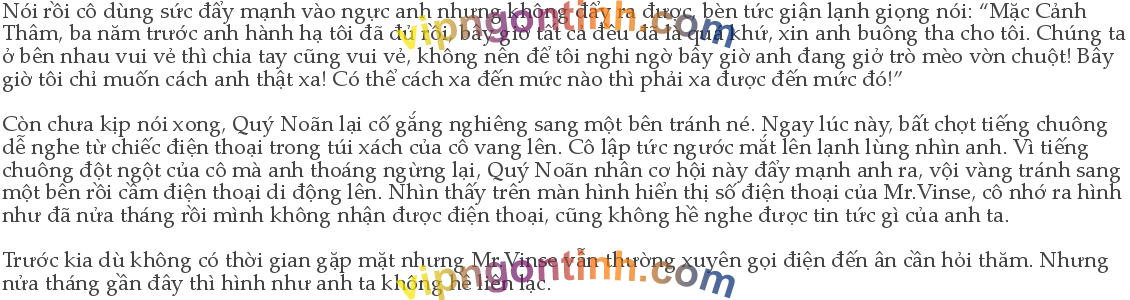 Nói rồi cô dùng sức đẩy mạnh vào ngực anh nhưng không đẩy ra được, bèn tức giận lạnh giọng nói: “Mặc Cảnh
Thâm, ba năm trước anh hành hạ tôi đã đủ rồi, bây giờ tất cả đều đã là quá khứ, xin anh buông tha cho tôi. Chúng ta
ở bên nhau vui vẻ thì chia tay cũng vui vẻ, không nên để tôi nghi ngờ bây giờ anh đang giở trò mèo vờn chuột! Bây
giờ tôi chỉ muốn cách anh thật xa! Có thể cách xa đến mức nào thì phải xa được đến mức đó!”
Còn chưa kịp nói xong, Quý Noãn lại cố gắng nghiêng sang một bên tránh né. Ngay lúc này, bất chợt tiếng chuông
dễ nghe từ chiếc điện thoại trong túi xách của cô vang lên. Cô lập tức ngước mắt lên lạnh lùng nhìn anh. Vì tiếng
chuông đột ngột của cô mà anh thoáng ngừng lại, Quý Noãn nhân cơ hội này đẩy mạnh anh ra, vội vàng tránh sang
một bên rồi cầm điện thoại di động lên. Nhìn thấy trên màn hình hiển thị số điện thoại của Mr.Vinse, cô nhớ ra hình
như đã nửa tháng rồi mình không nhận được điện thoại, cũng không hề nghe được tin tức gì của anh ta.
Trước kia dù không có thời gian gặp mặt nhưng Mr.Vinse vẫn thường xuyên gọi điện đến ân cần hỏi thăm. Nhưng
nửa tháng gần đây thì hình như anh ta không hề liên lạc.
vipngontinh.com
vipngontinh.com